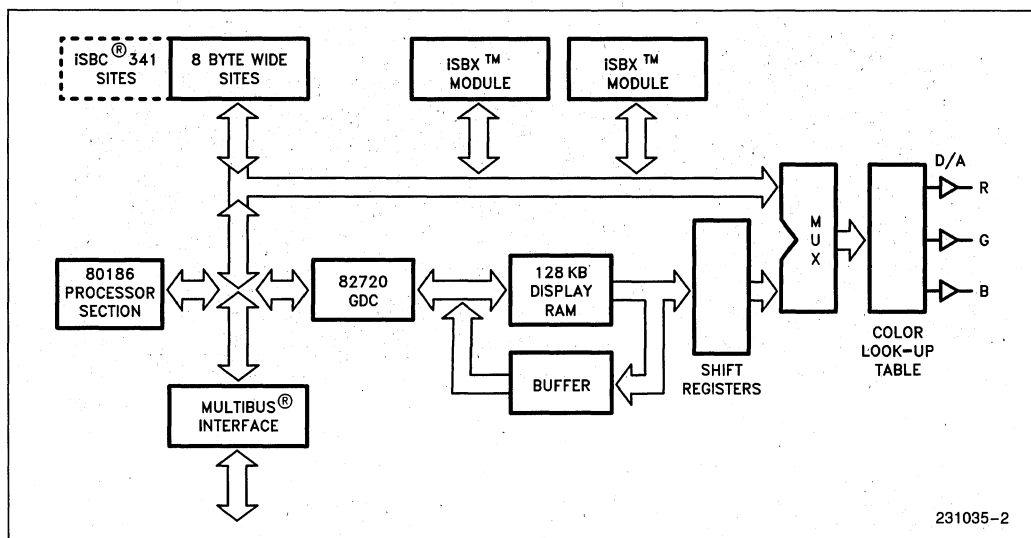 iSBC® 341
SITES
8 BYTE WIDE
SITES
iSBX™
MODULE
iSBX™
MODULE
80186
PROCESSOR
SECTION
82720
GDC
128 KB
DISPLAY
RAM
BUFFER
SHIFT
REGISTERS
MUX
D/A
R
G
B
COLOR
LOOK-UP
TABLE
MULTIBUS®
INTERFACE
231035-2